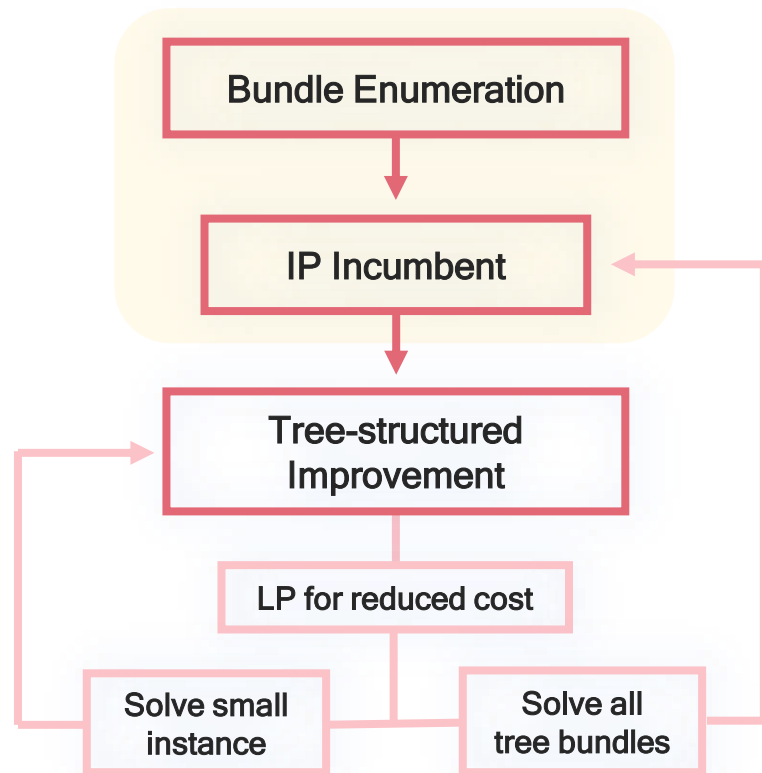 Bundle Enumeration
IP Incumbent
Tree-structured
Improvement
LP for reduced cost
Solve small
instance
Solve all
tree bundles